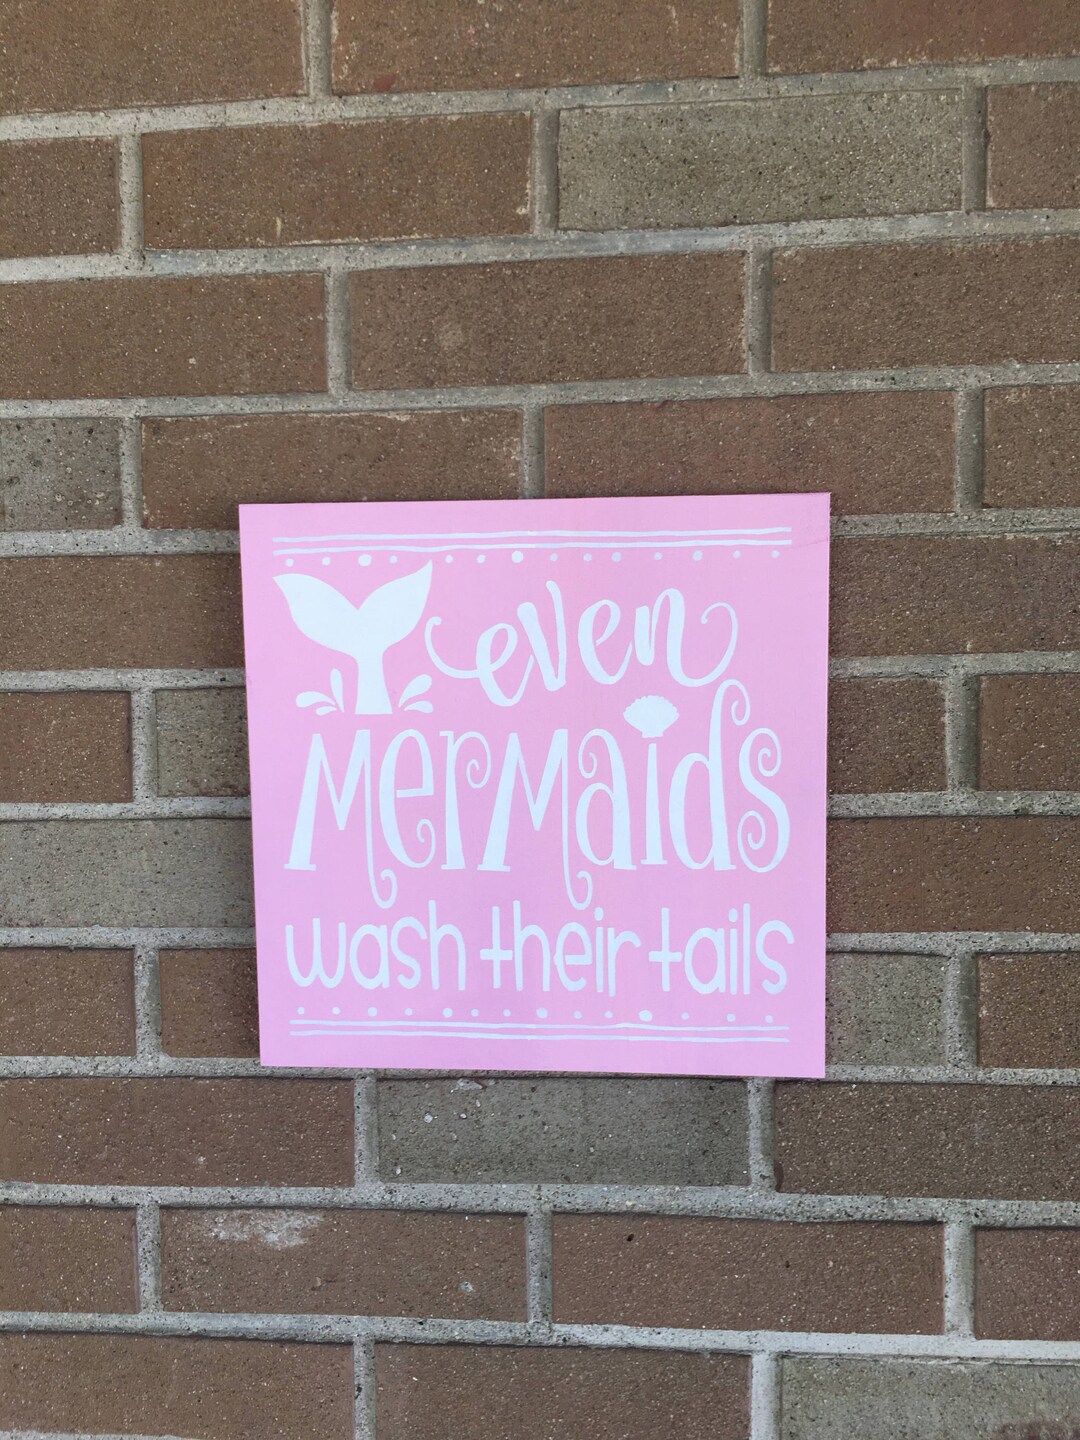 even
MerMaids
wash their tails